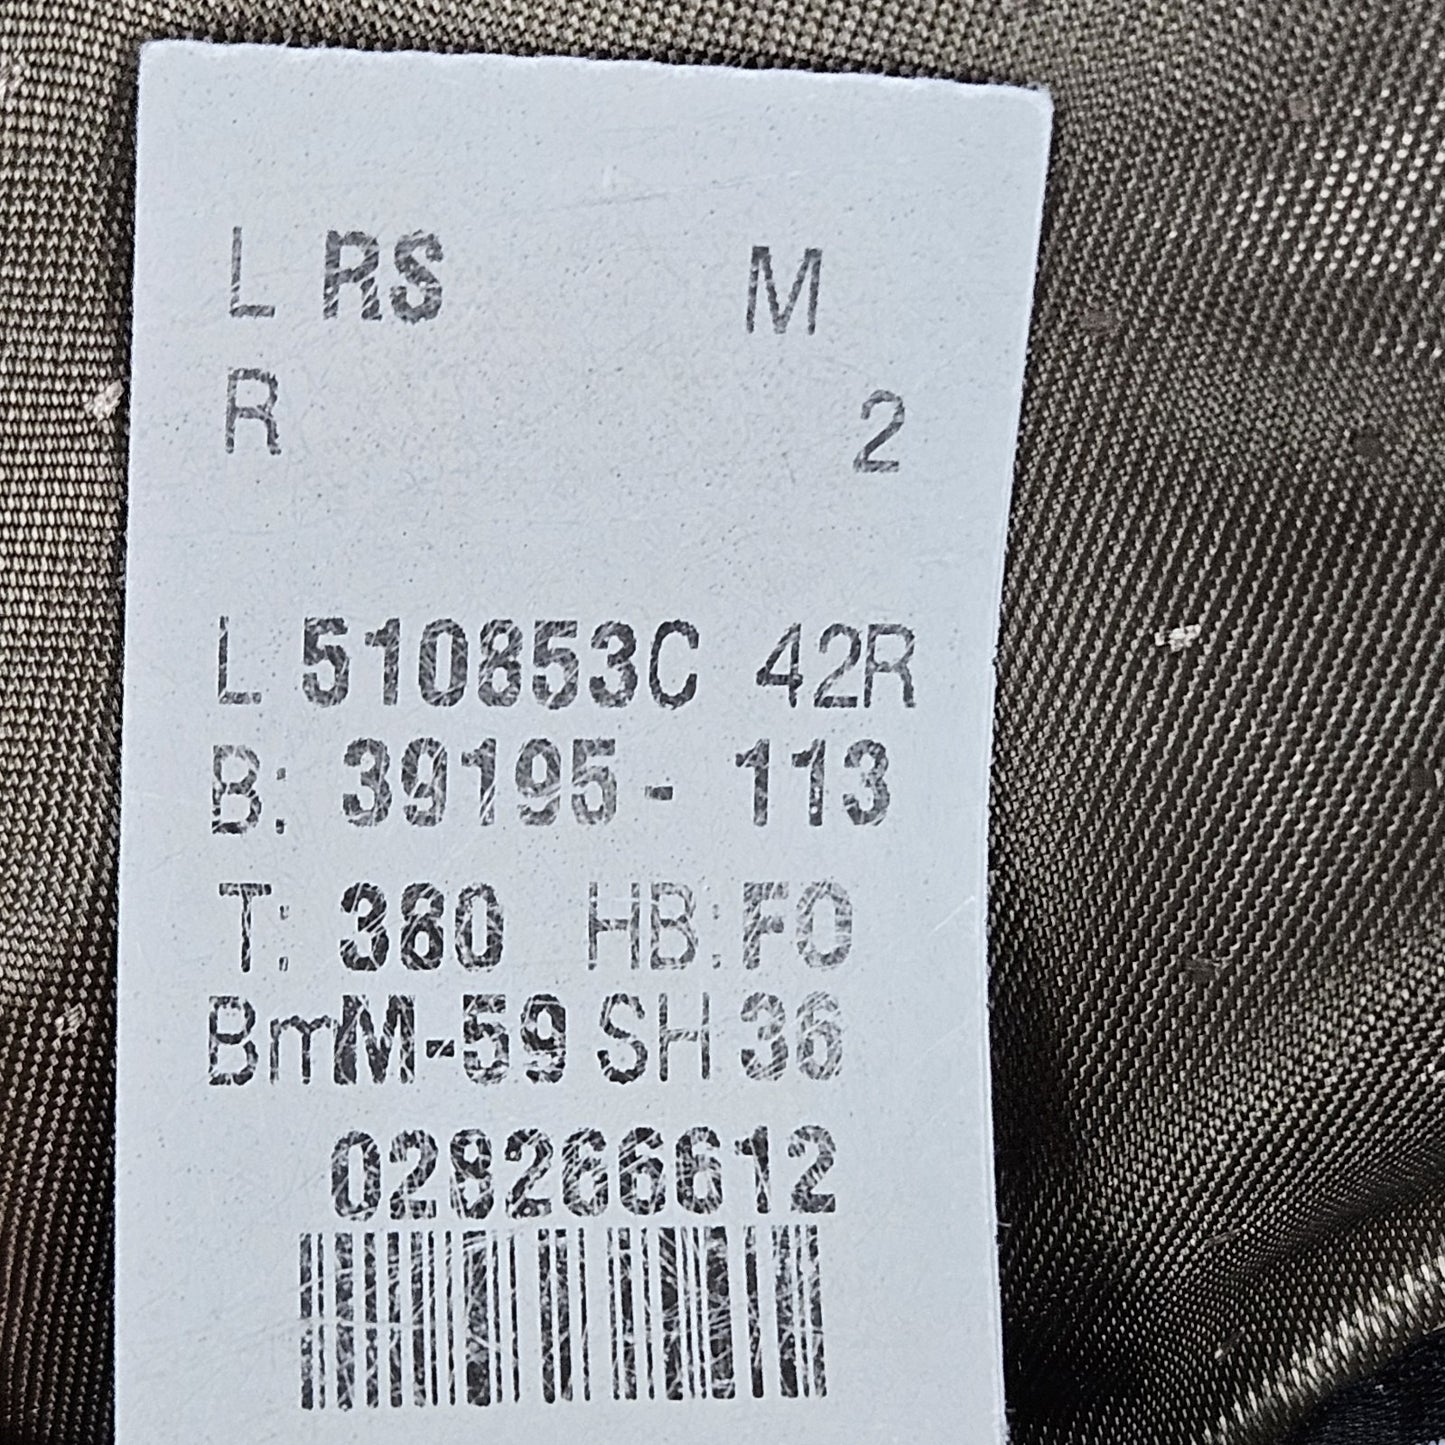 L RS M
R 2
L 510853C 42R
B: 39195- 113
T: 380 HB: FO
BmM-59 SH 36
028266612